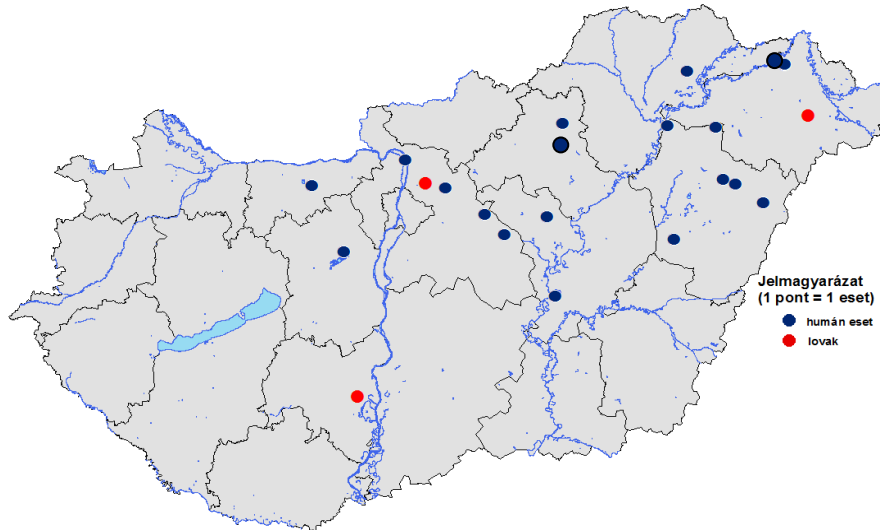 Jelmagyarázat
(1 pont = 1 eset)
humán eset
lovak